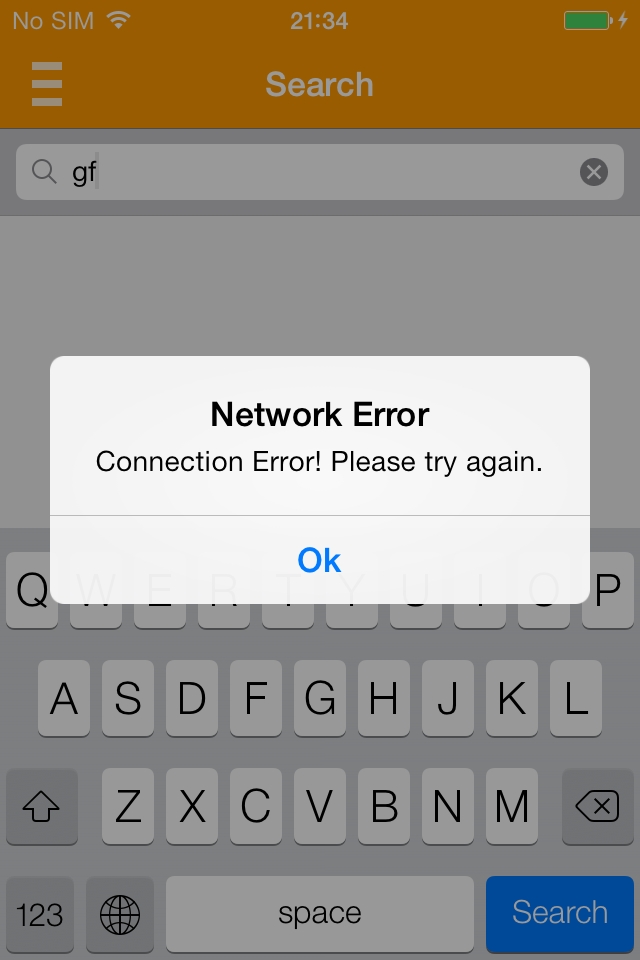 No SIM 21:34
Search
gf
Network Error
Connection Error! Please try again.
Ok
Q W E R T Y U I O P
A S D F G H J K L
Z X C V B N M
123 space Search